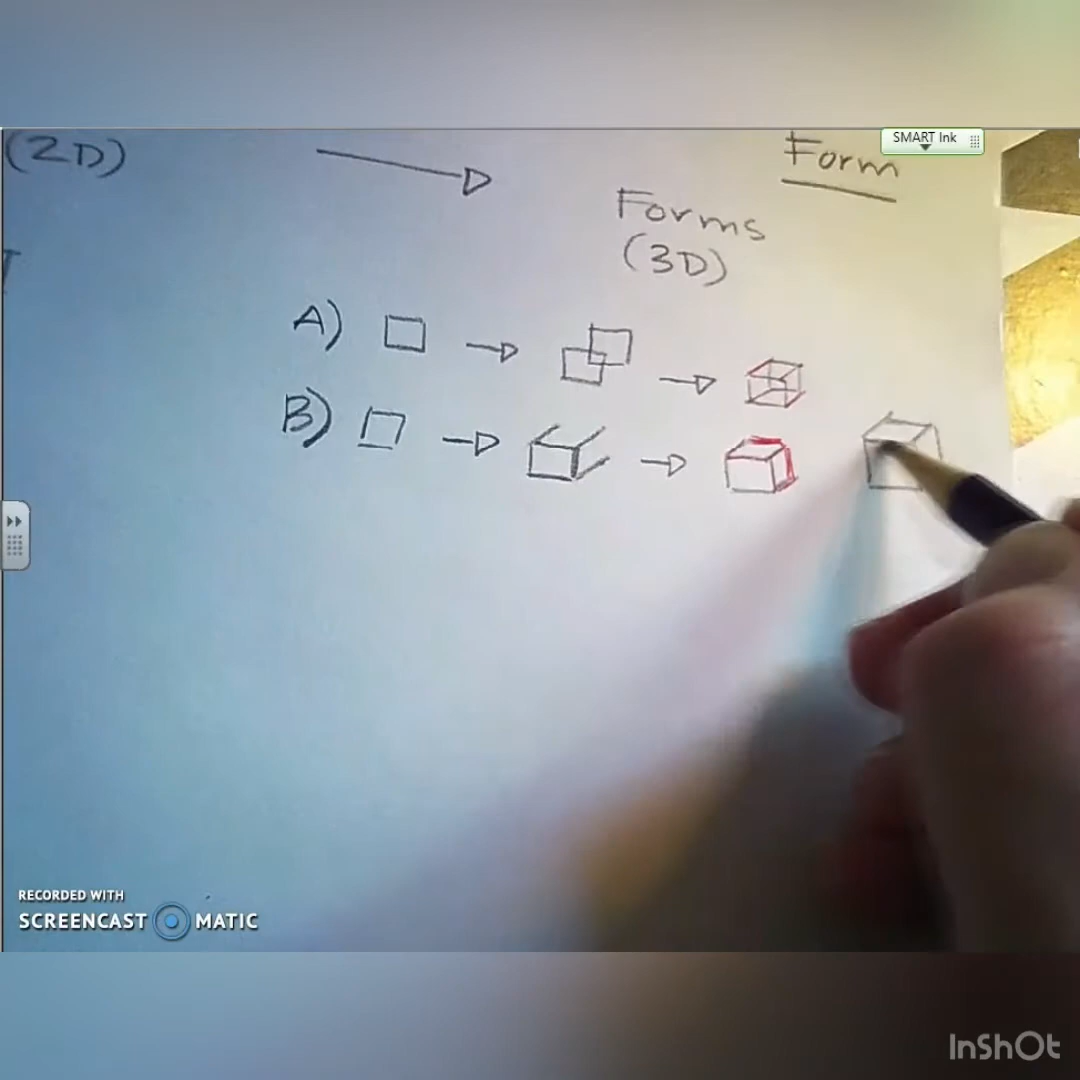 (2D)
SMART Ink
Form
Forms
(3D)
A)
B)
RECORDED WITH
SCREENCAST MATIC
InShOt